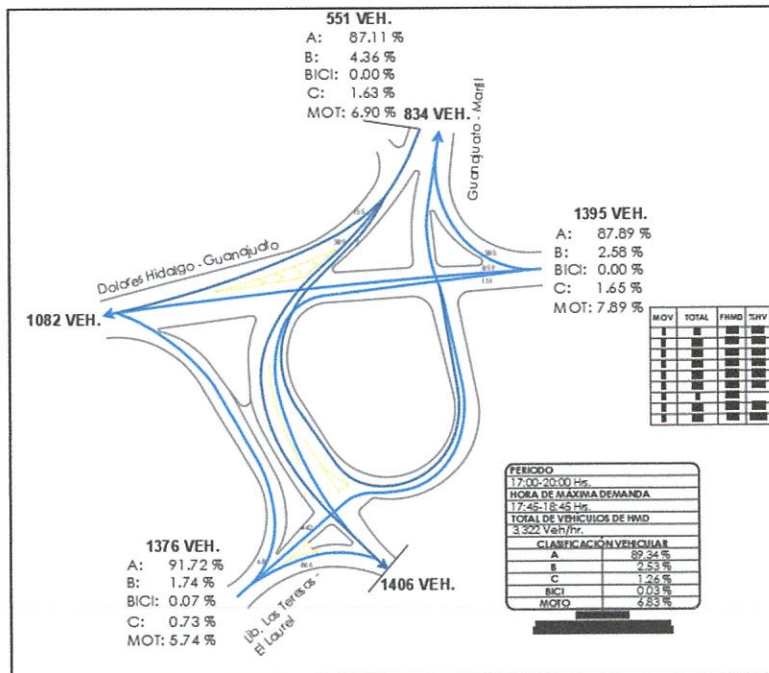 551 VEH.
A: 87.11 %
B: 4.36 %
BICI: 0.00 %
C: 1.63 %
MOT: 6.90 %
834 VEH.
Guanajuato - Marfil
1395 VEH.
A: 87.89 %
B: 2.58 %
BICI: 0.00 %
C: 1.65 %
MOT: 7.89 %
Dolores Hidalgo - Guanajuato
1082 VEH.
MOV TOTAL FHMD %HV
PERIODO
17:00-20:00 Hrs.
HORA DE MÁXIMA DEMANDA
17:45-18:45 Hrs.
TOTAL DE VEHÍCULOS DE HMD
3,322 Veh/hr.
CLASIFICACIÓN VEHICULAR
A 89.34 %
B 2.53 %
C 1.26 %
BICI 0.03 %
MOTO 6.83 %
1376 VEH.
A: 91.72 %
B: 1.74 %
BICI: 0.07 %
C: 0.73 %
MOT: 5.74 %
1406 VEH.
Lib. Las Teresas -
El Laurel